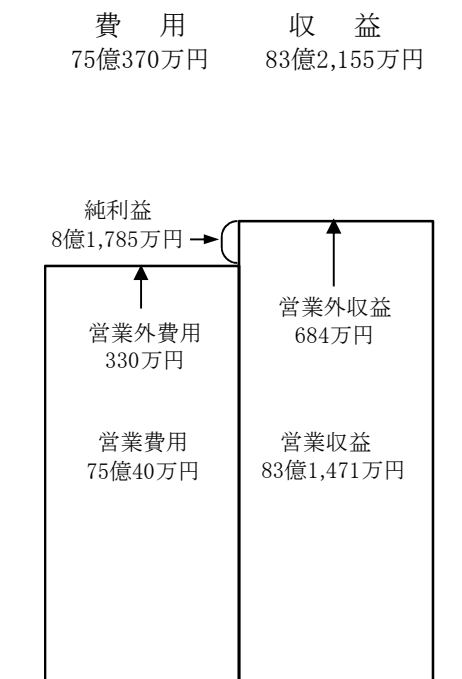 費　用
75億370万円
収　益
83億2,155万円
純利益
8億1,785万円
営業外費用
330万円
営業外収益
684万円
営業費用
75億40万円
営業収益
83億1,471万円